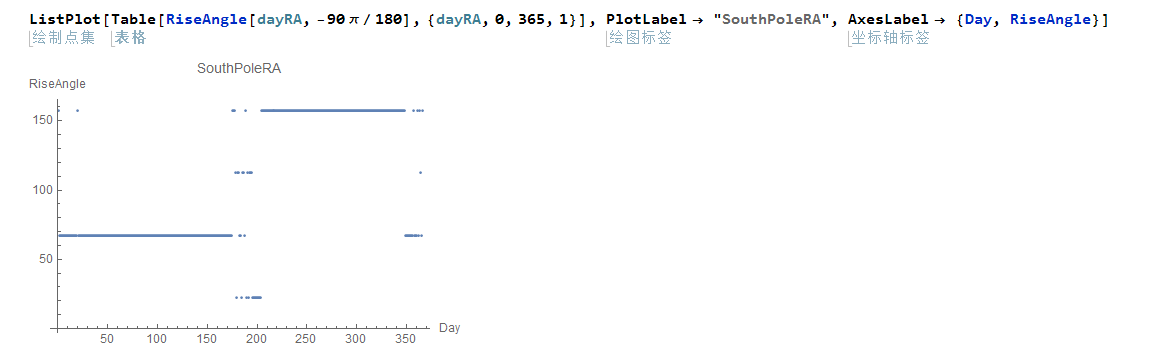 ListPlot[Table[RiseAngle[dayRA, -90 π / 180], {dayRA, 0, 365, 1}], PlotLabel → "SouthPoleRA", AxesLabel → {Day, RiseAngle}]
绘制点集 表格 绘图标签 坐标轴标签
SouthPoleRA
RiseAngle
150
100
50
50 100 150 200 250 300 350
Day